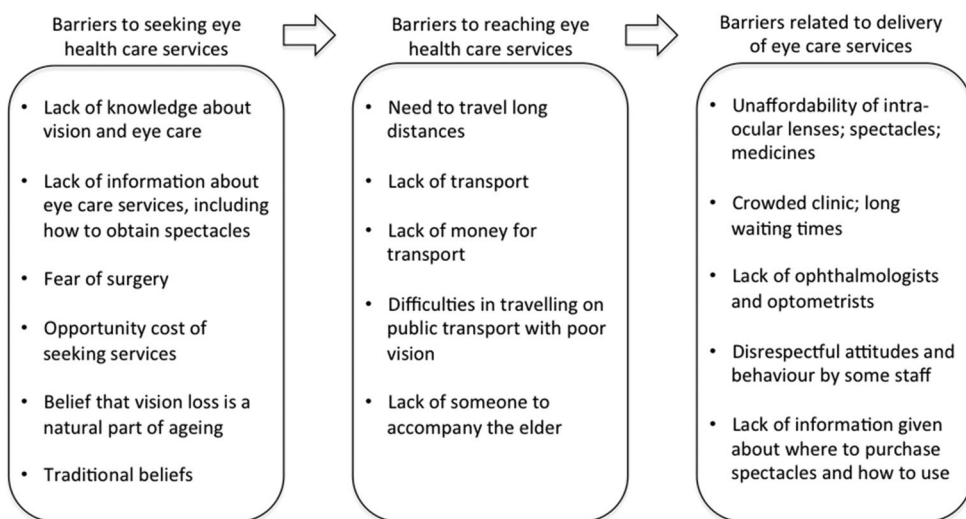 Barriers to seeking eye
health care services
• Lack of knowledge about
vision and eye care
• Lack of information about
eye care services, including
how to obtain spectacles
• Fear of surgery
• Opportunity cost of
seeking services
• Belief that vision loss is a
natural part of ageing
• Traditional beliefs
Barriers to reaching eye
health care services
• Need to travel long
distances
• Lack of transport
• Lack of money for
transport
• Difficulties in travelling on
public transport with poor
vision
• Lack of someone to
accompany the elder
Barriers related to delivery
of eye care services
• Unaffordability of intra-
ocular lenses; spectacles;
medicines
• Crowded clinic; long
waiting times
• Lack of ophthalmologists
and optometrists
• Disrespectful attitudes and
behaviour by some staff
• Lack of information given
about where to purchase
spectacles and how to use